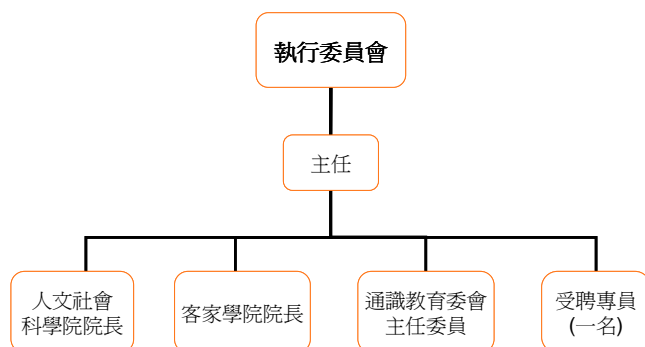 執行委員會
主任
人文社會
科學院院長
客家學院院長
通識教育委會
主任委員
受聘專員
(一名)